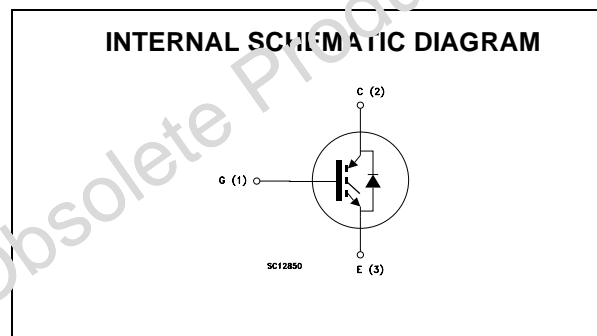 INTERNAL SCHEMATIC DIAGRAM
C (2)
G (1)
SC12850
E (3)
Obsolete Produ